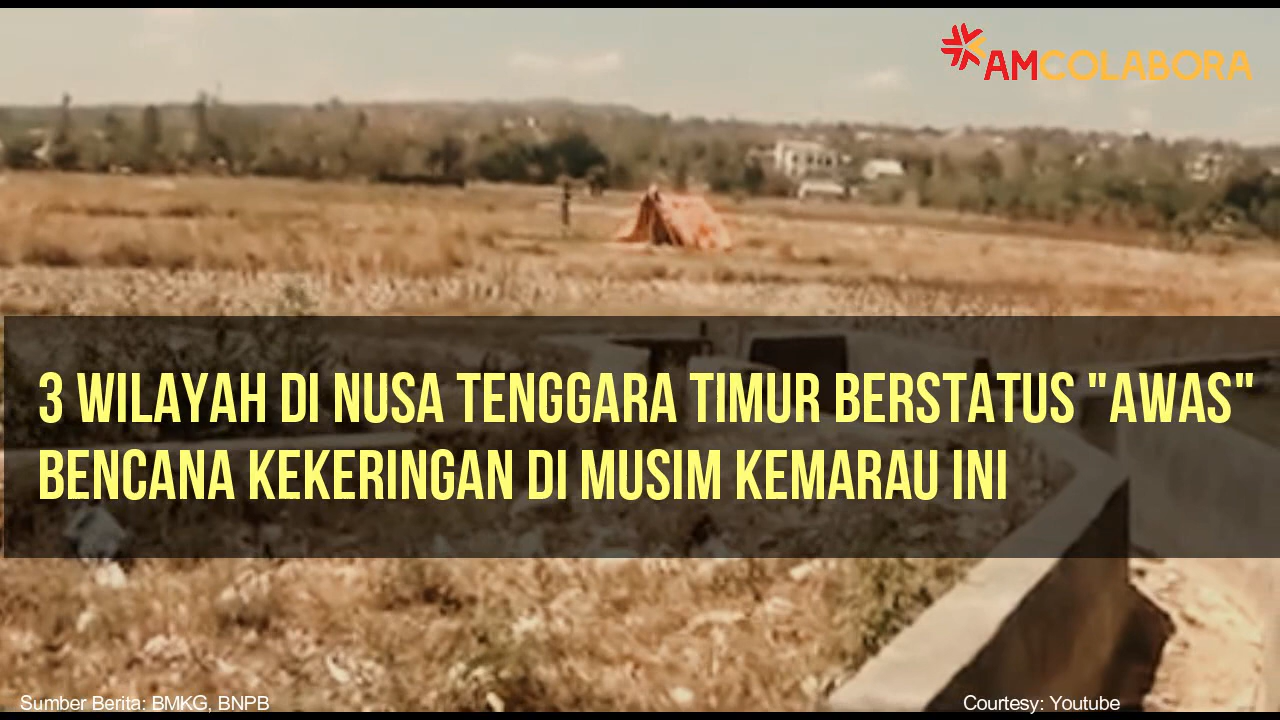 AMCOLABORA
3 WILAYAH DI NUSA TENGGARA TIMUR BERSTATUS "AWAS"
BENCANA KEKERINGAN DI MUSIM KEMARAU INI
Sumber Berita: BMKG, BNPB
Courtesy: Youtube